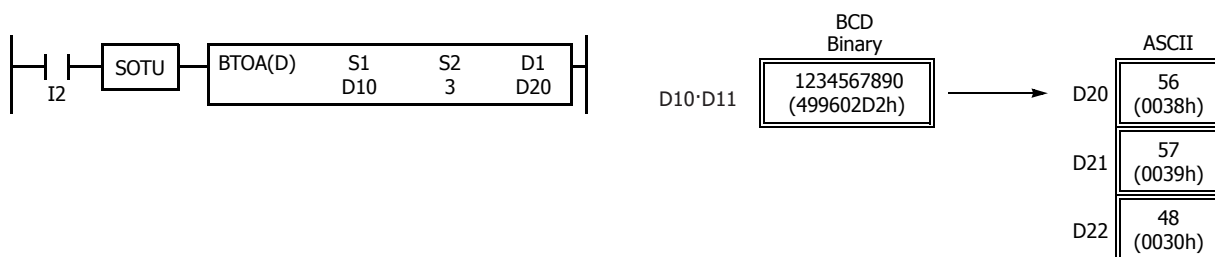 SOTU
BTOA(D) S1 S2 D1
D10 3 D20
I2
BCD
Binary
D10·D11
1234567890
(499602D2h)
ASCII
D20
56
(0038h)
D21
57
(0039h)
D22
48
(0030h)